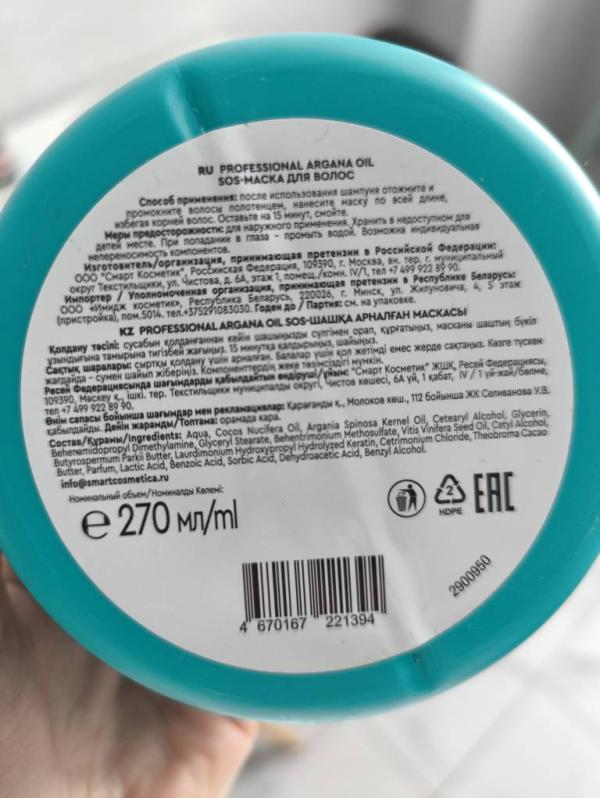 RU PROFESSIONAL ARGANA OIL
SOS-МАСКА ДЛЯ ВОЛОС
Способ применения: после использования шампуня отожмите и
промокните волосы полотенцем, нанесите маску по всей длине,
избегая корней волос. Оставьте на 15 минут, смойте.
Меры предосторожности: для наружного применения. Хранить в недоступном для
детей месте. При попадании в глаза - промыть водой. Возможна индивидуальная
непереносимость компонентов.
Изготовитель/организация, принимающая претензии в Российской Федерации:
ООО "Смарт Косметик", Российская Федерация, 109390, г. Москва, вн. тер. г. муниципальный
округ Текстильщики, ул. Чистова, д. 6А, этаж 1, помещ./комн. IV/1, тел +7 499 922 89 90.
Импортер / Уполномоченная организация, принимающая претензии в Республике Беларусь:
ООО «Имидж косметик», Республика Беларусь, 220026, г. Минск, ул. Жилуновича, 4, 5 этаж
(пристройка), пом.5014. тел.+375291083030. Годен до / Партия: см. на упаковке.
KZ PROFESSIONAL ARGANA OIL SOS-ШАШҚА АРНАЛҒАН МАСКАСЫ
Қолдану тәсілі: сусабын қолданғаннан кейін шашыңызды сүлгімен орап, құрғатыңыз, масканы шаштың бүкіл
ұзындығына тамырына тигізбей жағыңыз. 15 минутқа қалдырыңыз, шайыңыз.
Сақтық шаралары: сыртқы қолдану үшін арналған. Балалар үшін қол жетімді емес жерде сақтаңыз. Көзге түскен
жағдайда - сумен шайып жіберіңіз. Компоненттердің жеке төзімсіздігі мүмкін.
Ресей Федерациясында шағымдарды қабылдайтын өндіруші/ұйым: "Смарт Косметик" ЖШҚ, Ресей Федерациясы,
109390, Мәскеу қ., ішкі. тер. Текстильщики муниципалды округі, Чистов көшесі, 6А үй, 1 қабат, IV / 1 үй-жай/бөлме,
тел +7 499 922 89 90.
Өнім сапасы бойынша шағымдар мен рекламациялар: Қарағанды қ., Молоков көш., 112 бойынша ЖК Селиванова У.В.
қабылдайды. Дейін жарамды/Топтама: орамада қара.
Состав/Құрамы/Ingredients: Aqua, Cocos Nucifera Oil, Argania Spinosa Kernel Oil, Cetearyl Alcohol, Glycerin,
Behenamidopropyl Dimethylamine, Glyceryl Stearate, Behentrimonium Methosulfate, Vitis Vinifera Seed Oil, Cetyl Alcohol,
Butyrospermum Parkii Butter, Laurdimonium Hydroxypropyl Hydrolyzed Keratin, Cetrimonium Chloride, Theobroma Cacao
Butter, Parfum, Lactic Acid, Benzoic Acid, Sorbic Acid, Dehydroacetic Acid, Benzyl Alcohol.
info@smartcosmetica.ru
Номинальный объем/Номиналды Көлемі:
℮ 270 мл/ml
2
HDPE
EAC
2900950
4 670167 221394